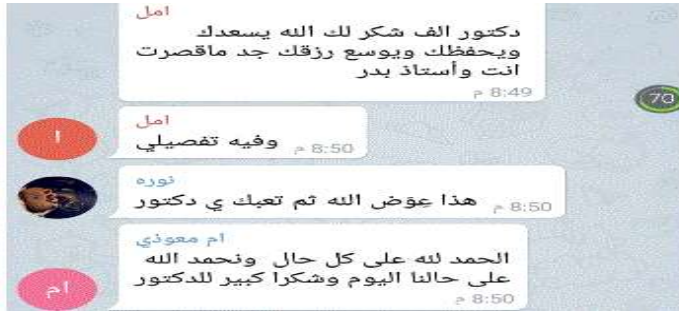 امل
دكتور الف شكر لك الله يسعدك
ويحفظك ويوسع رزقك جد ماقصرت
انت وأستاذ بدر
8:49 م
70
ا
امل
وفيه تفصيلي
8:50 م
نوره
هذا عِوَض الله ثم تعبك ي دكتور
8:50 م
ام معوذي
الحمد لله على كل حال ونحمد الله
على حالنا اليوم وشكرا كبير للدكتور
8:50 م
ام